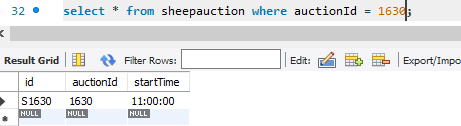 32 select * from sheepauction where auctionId = 1630;
Result Grid Filter Rows: Edit: Export/Impo
id auctionId startTime
S1630 1630 11:00:00
NULL NULL NULL